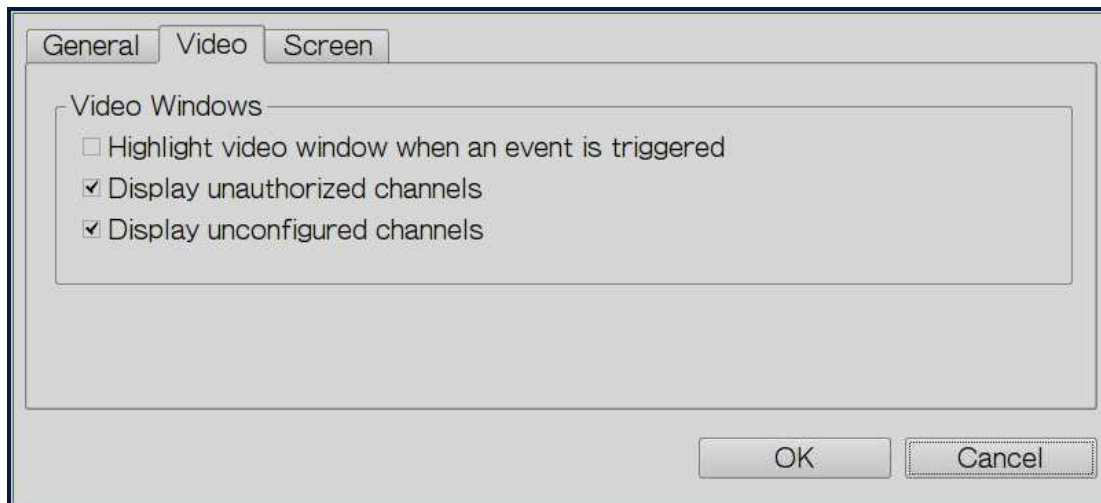 General Video Screen
Video Windows
Highlight video window when an event is triggered
Display unauthorized channels
Display unconfigured channels
OK Cancel